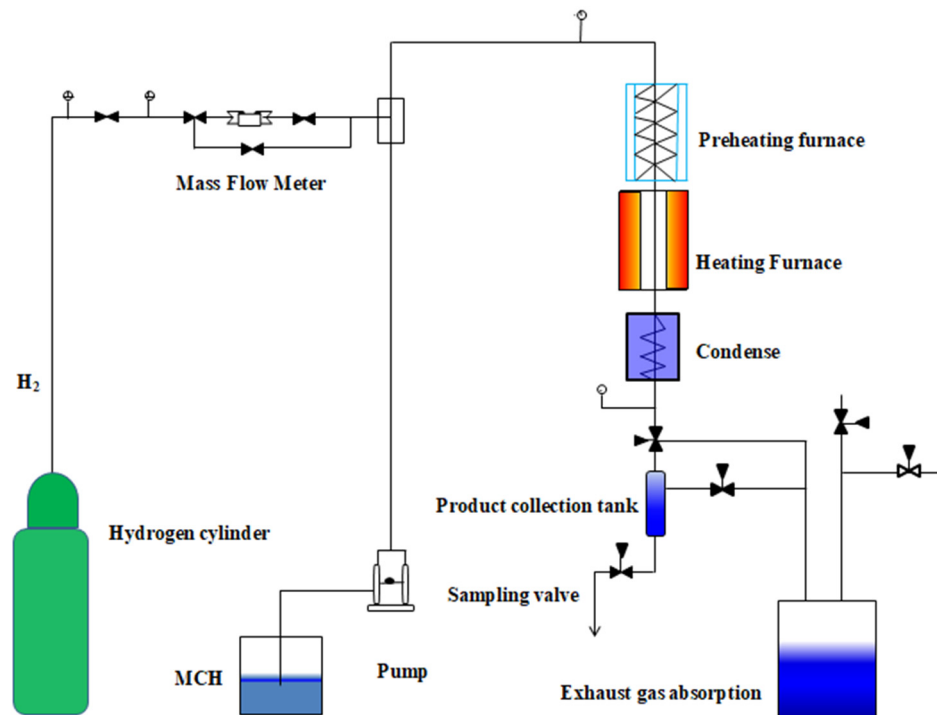 Preheating furnace
Mass Flow Meter
Heating Furnace
Condense
H₂
Product collection tank
Hydrogen cylinder
Sampling valve
MCH
Pump
Exhaust gas absorption